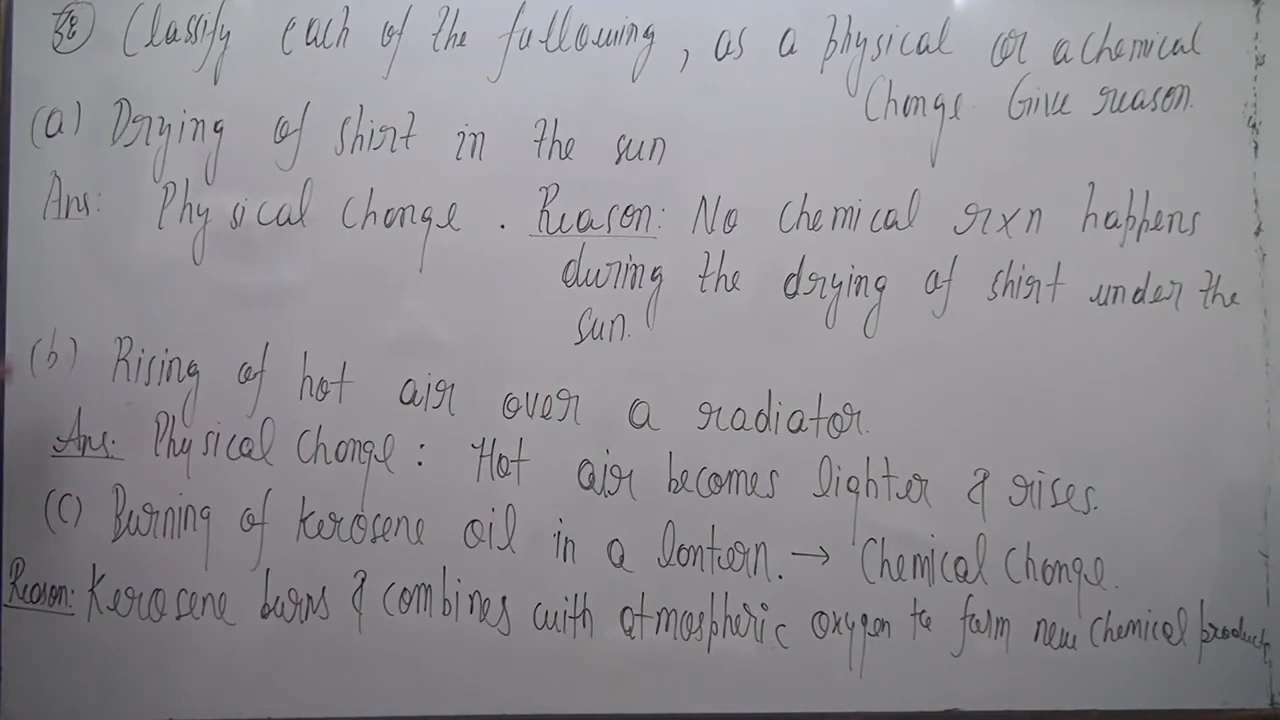 38 Classify each of the following, as a physical or a chemical
Change. Give reason.
(a) Drying of shirt in the sun
Ans: Physical change. Reason: No chemical rxn happens
during the drying of shirt under the
sun.
(b) Rising of hot air over a radiator.
Ans: Physical change: Hot air becomes lighter & rises.
(c) Burning of kerosene oil in a lantern. → Chemical change.
Reason: Kerosene burns & combines with atmospheric oxygen to form new chemical products